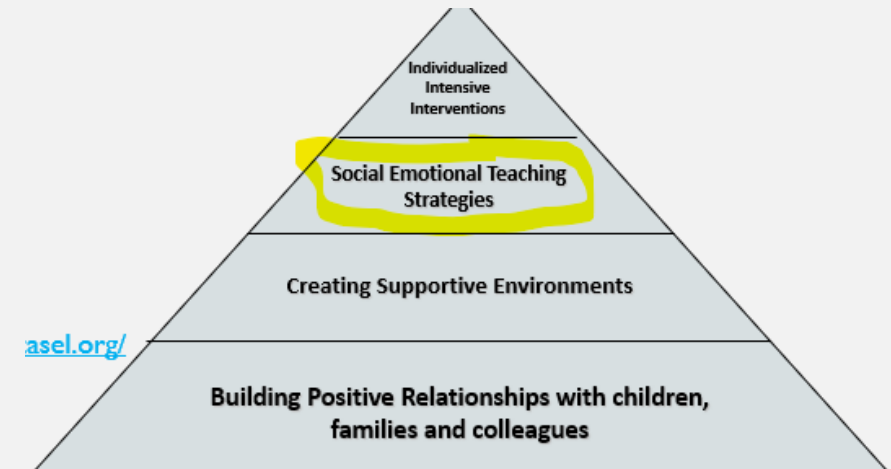 Individualized
Intensive
Interventions
Social Emotional Teaching
Strategies
Creating Supportive Environments
asel.org/
Building Positive Relationships with children,
families and colleagues